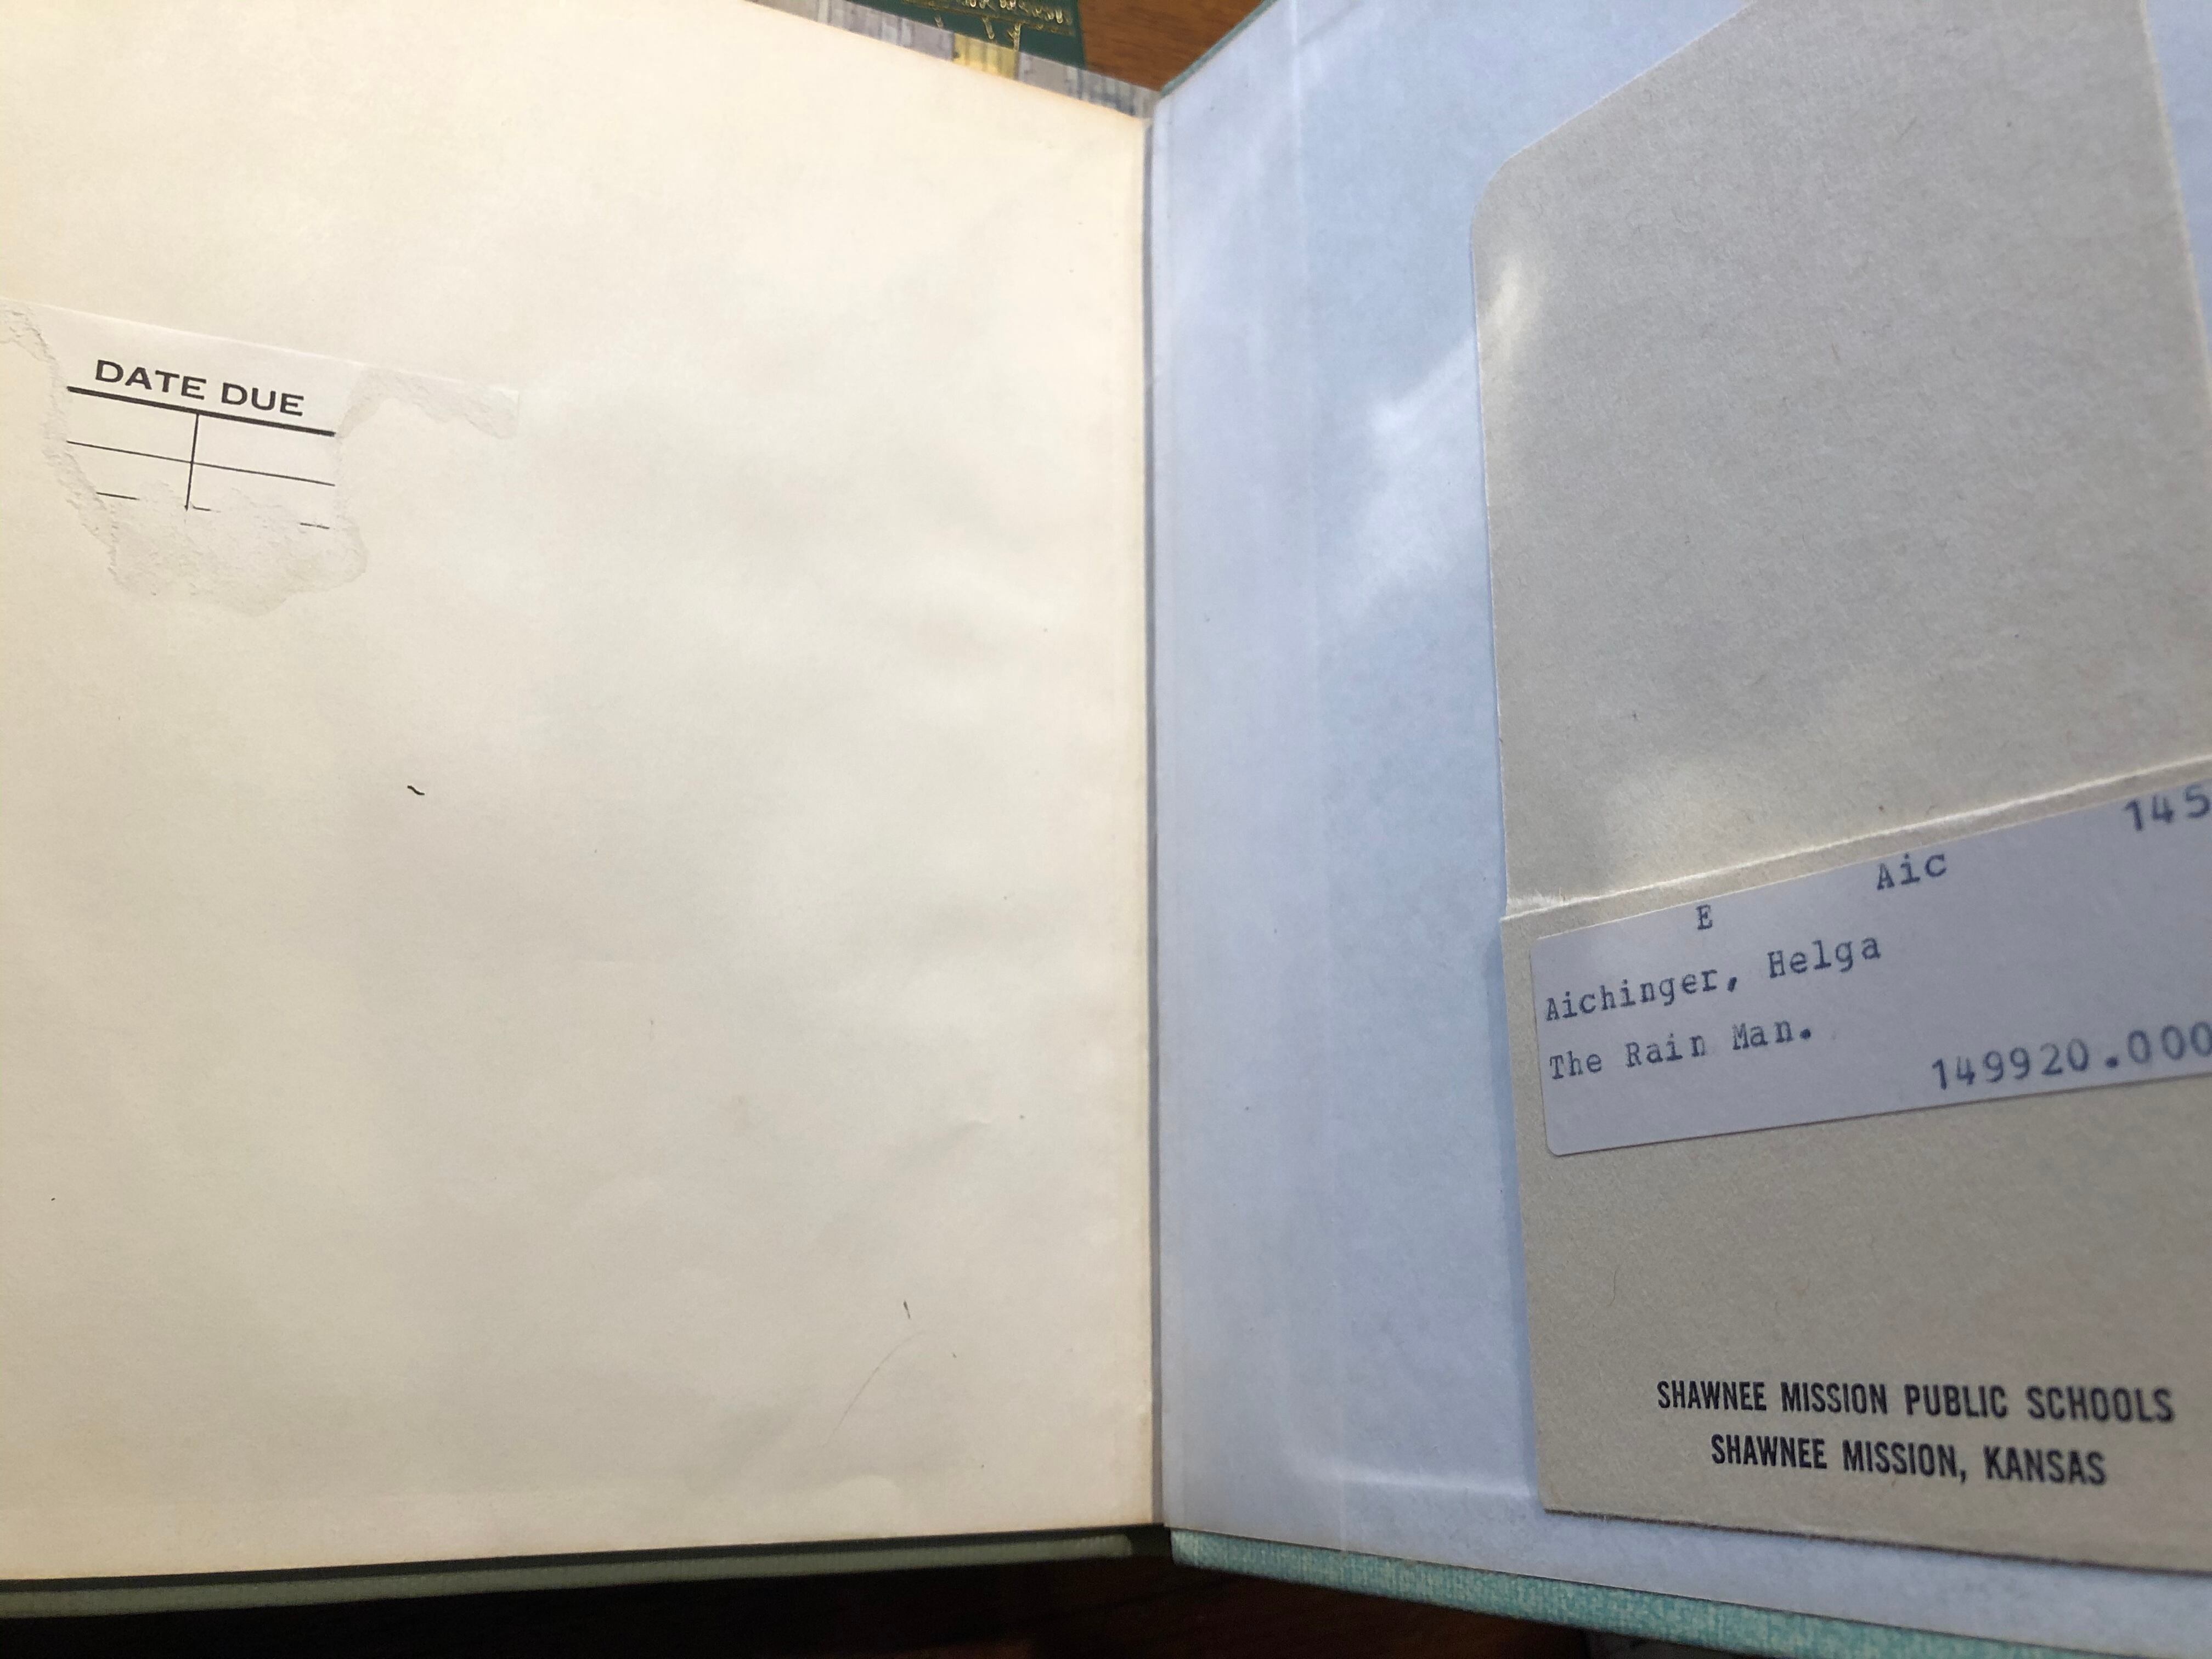 DATE DUE
145
E Aic
Aichinger, Helga
The Rain Man.
149920.000
SHAWNEE MISSION PUBLIC SCHOOLS
SHAWNEE MISSION, KANSAS